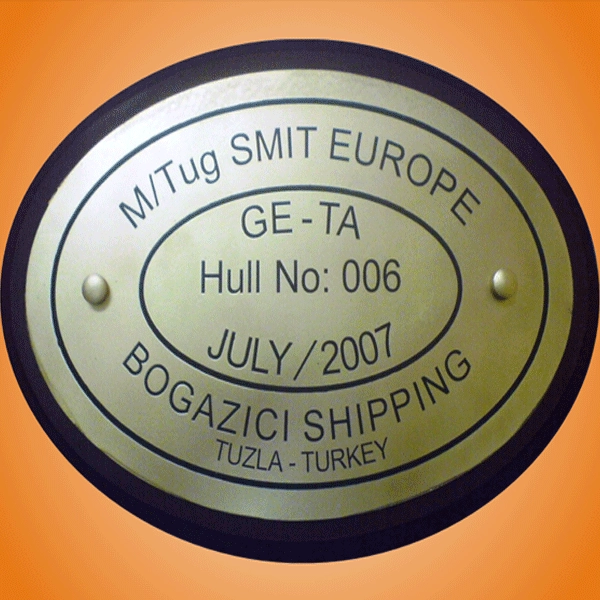 M/Tug SMIT EUROPE
GE-TA
Hull No: 006
JULY/2007
BOGAZICI SHIPPING
TUZLA - TURKEY